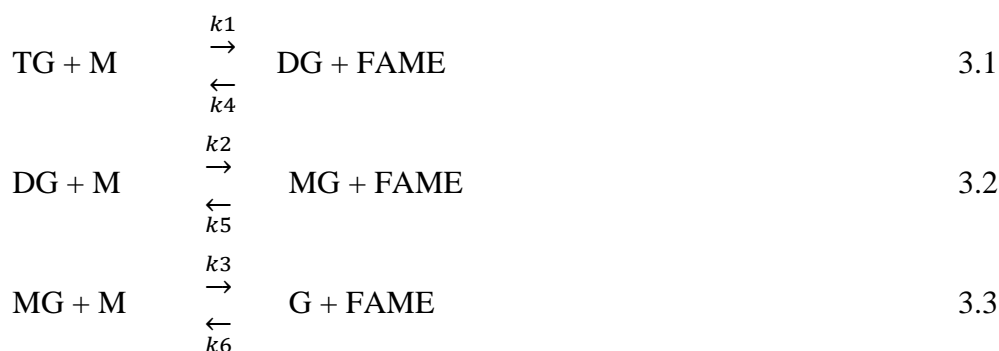 k1
TG + M → DG + FAME 3.1
←
k4
k2
DG + M → MG + FAME 3.2
←
k5
k3
MG + M → G + FAME 3.3
←
k6